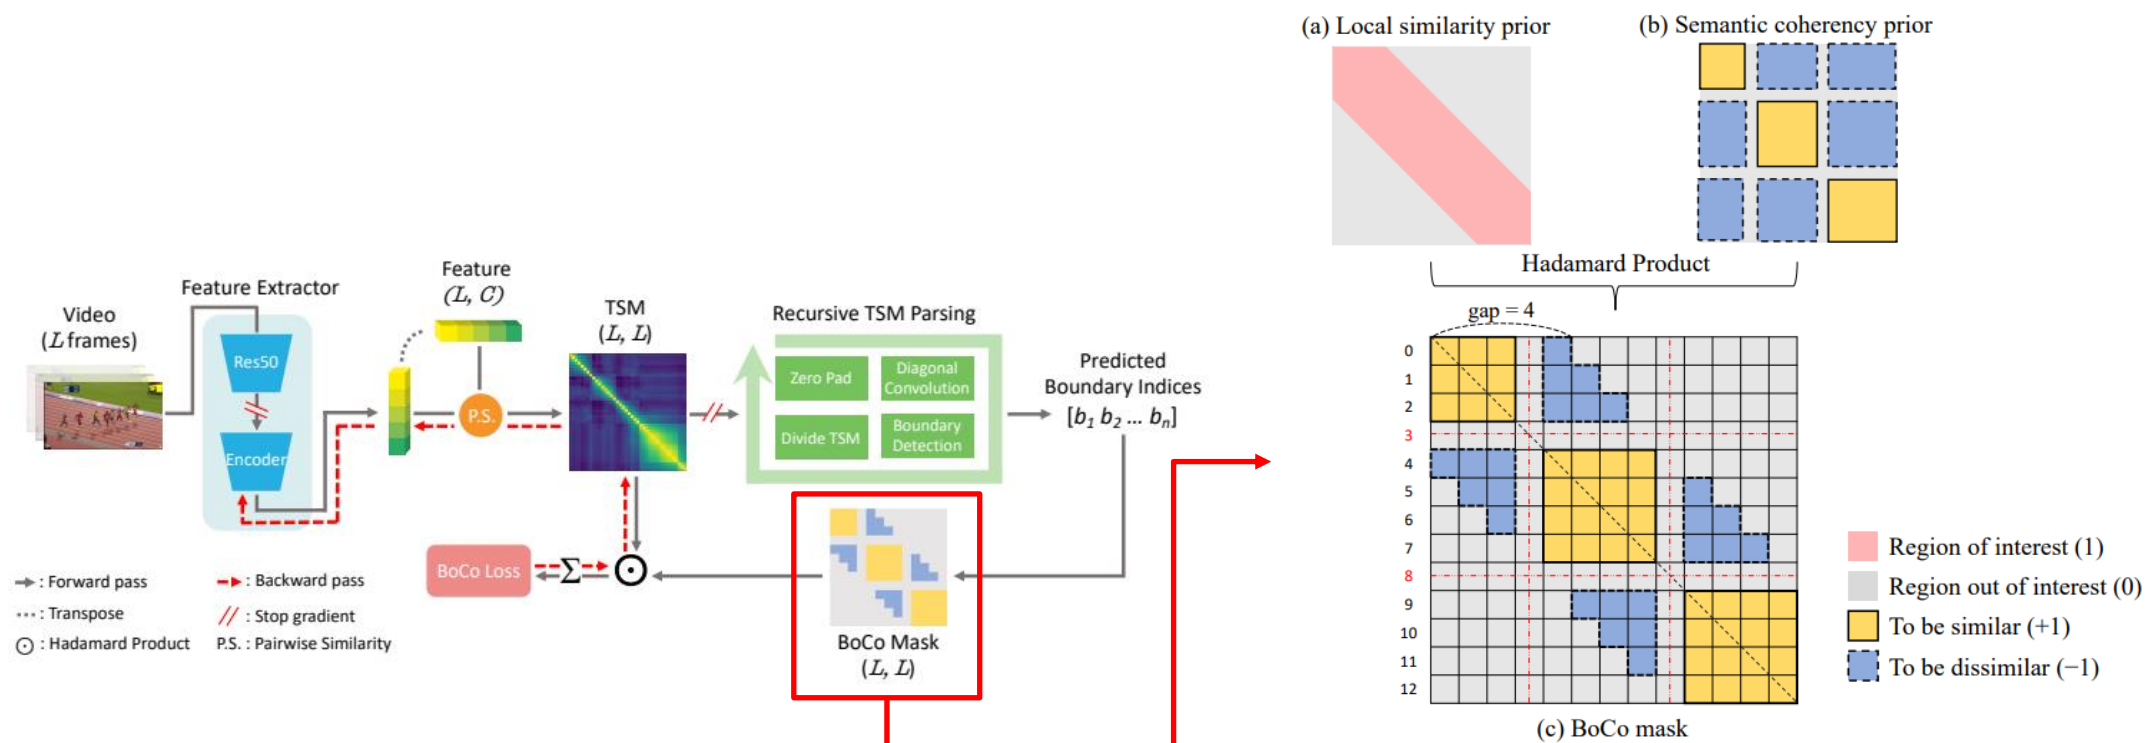 (a) Local similarity prior
(b) Semantic coherency prior
Hadamard Product
gap = 4
0
1
2
3
4
5
6
7
8
9
10
11
12
(c) BoCo mask
Region of interest (1)
Region out of interest (0)
To be similar (+1)
To be dissimilar (−1)
Video
(L frames)
Feature Extractor
Res50
Encoder
Feature
(L, C)
P.S.
TSM
(L, L)
Recursive TSM Parsing
Zero Pad
Diagonal
Convolution
Divide TSM
Boundary
Detection
Predicted
Boundary Indices
[b1 b2 ... bn]
BoCo Loss
Σ
BoCo Mask
(L, L)
: Forward pass
: Backward pass
: Transpose
: Stop gradient
: Hadamard Product
P.S. : Pairwise Similarity